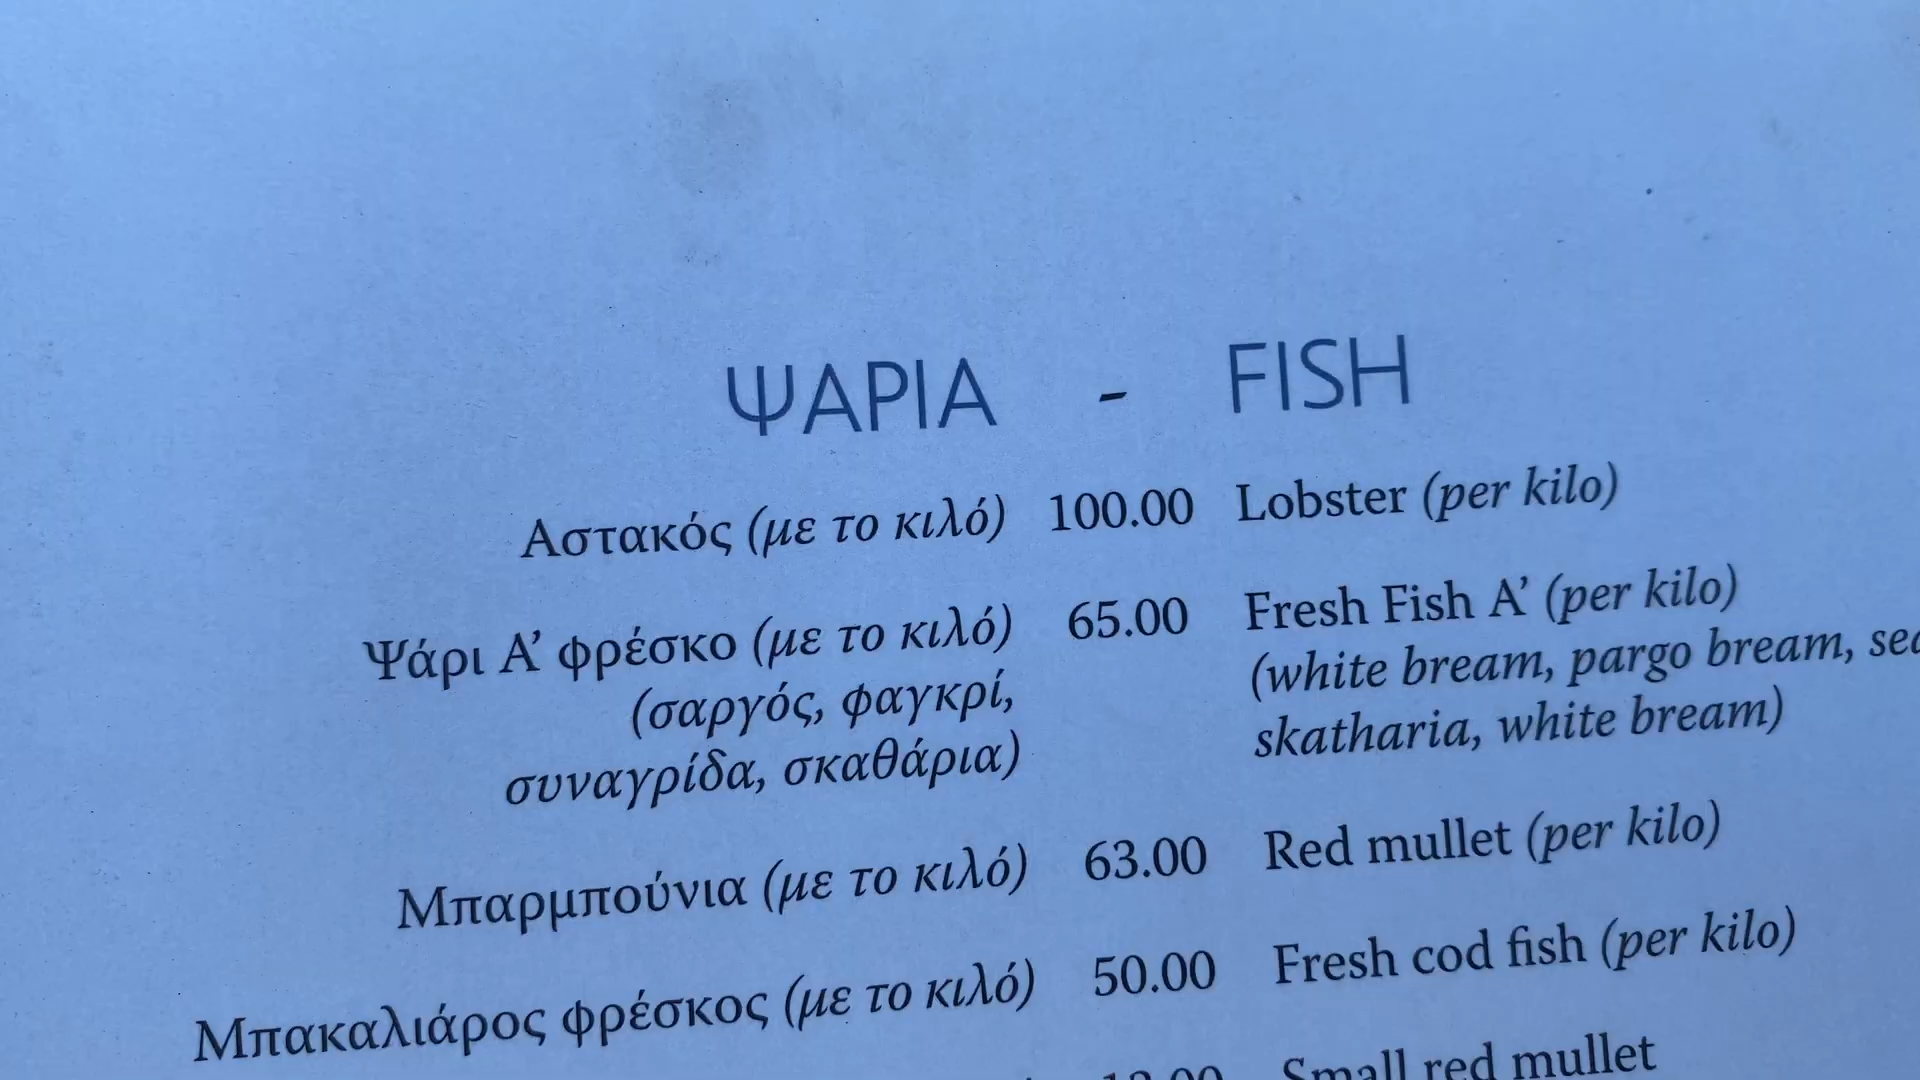 ΨΑΡΙΑ - FISH
Αστακός (με το κιλό) 100.00 Lobster (per kilo)
Ψάρι Α’ φρέσκο (με το κιλό) 65.00 Fresh Fish A’ (per kilo)
(σαργός, φαγκρί, (white bream, pargo bream,
συναγρίδα, σκαθάρια) skatharia, white bream)
Μπαρμπούνια (με το κιλό) 63.00 Red mullet (per kilo)
Μπακαλιάρος φρέσκος (με το κιλό) 50.00 Fresh cod fish (per kilo)
Small red mullet